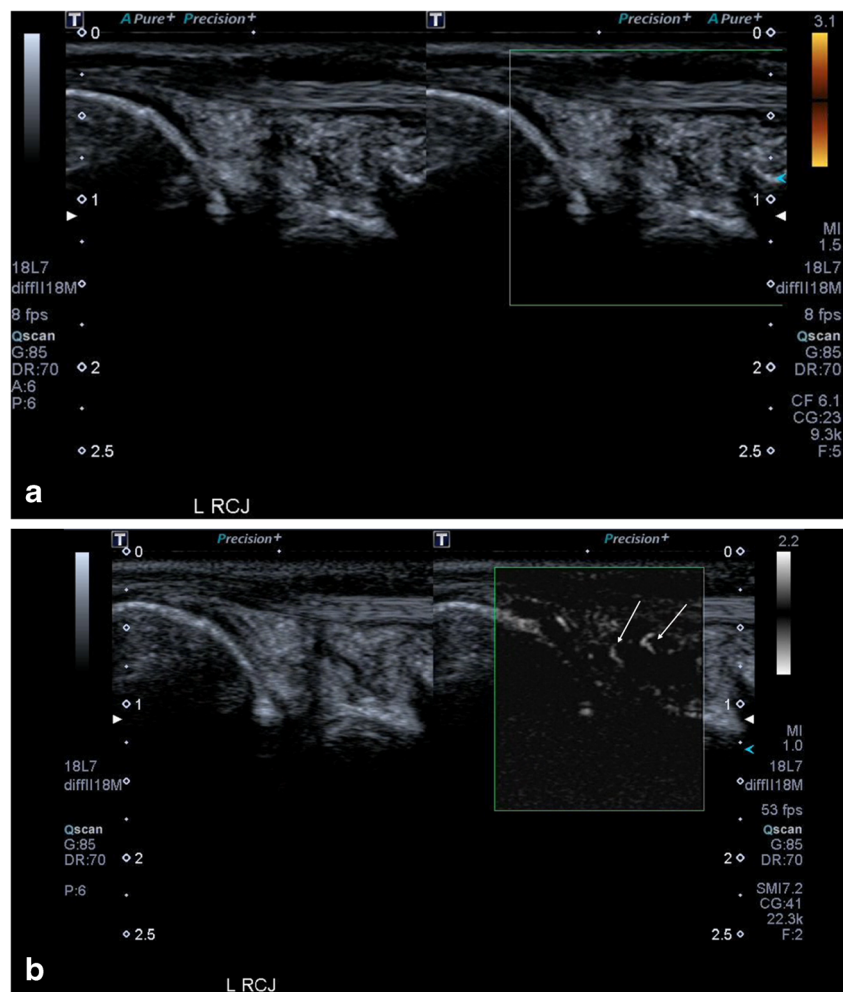 T A Pure+ Precision+ T Precision+ A Pure+
0 0 3.1
1 1
MI
1.5
18L7 18L7
diffII18M diffII18M
8 fps 8 fps
Qscan Qscan
G:85 G:85
DR:70 DR:70
A:6
P:6
2 2
CF 6.1
CG:23
9.3k
F:5
2.5 2.5
a
L RCJ
T Precision+ T Precision+
0 0 2.2
1 1
MI
1.0
18L7 18L7
diffII18M diffII18M
53 fps
Qscan Qscan
G:85 G:85
DR:70 DR:70
2 2
P:6
SMI7.2
CG:41
22.3k
F:2
2.5 2.5
b
L RCJ